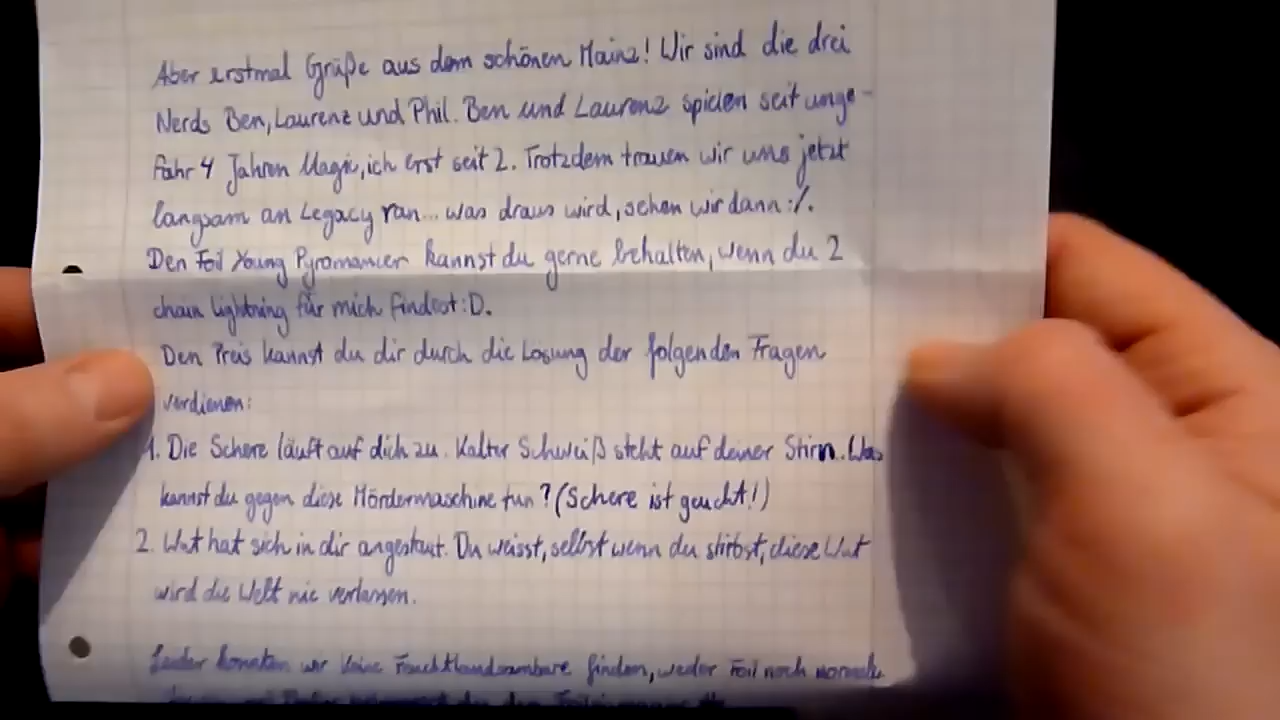 Aber erstmal Grüße aus dem schönen Mainz! Wir sind die drei
Nerds Ben, Laurenz und Phil. Ben und Laurenz spielen seit unge-
fähr 4 Jahren Magic, ich erst seit 2. Trotzdem trauen wir uns jetzt
langsam an Legacy ran... was draus wird, sehen wir dann :/.
Den Foil Young Pyromancer kannst du gerne behalten, wenn du 2
chain lightning für mich findest :D.
Den Preis kannst du dir durch die Lösung der folgenden Fragen
verdienen:
1. Die Schere läuft auf dich zu. Kalter Schweiß steht auf deiner Stirn. Was
kannst du gegen diese Mördermaschine tun? (Schere ist geucht!)
2. Wut hat sich in dir angestaut. Du weisst, selbst wenn du stirbst, diese Wut
wird die Welt nie verlassen.
Leider konnten wir keine finden, weder Foil noch normale